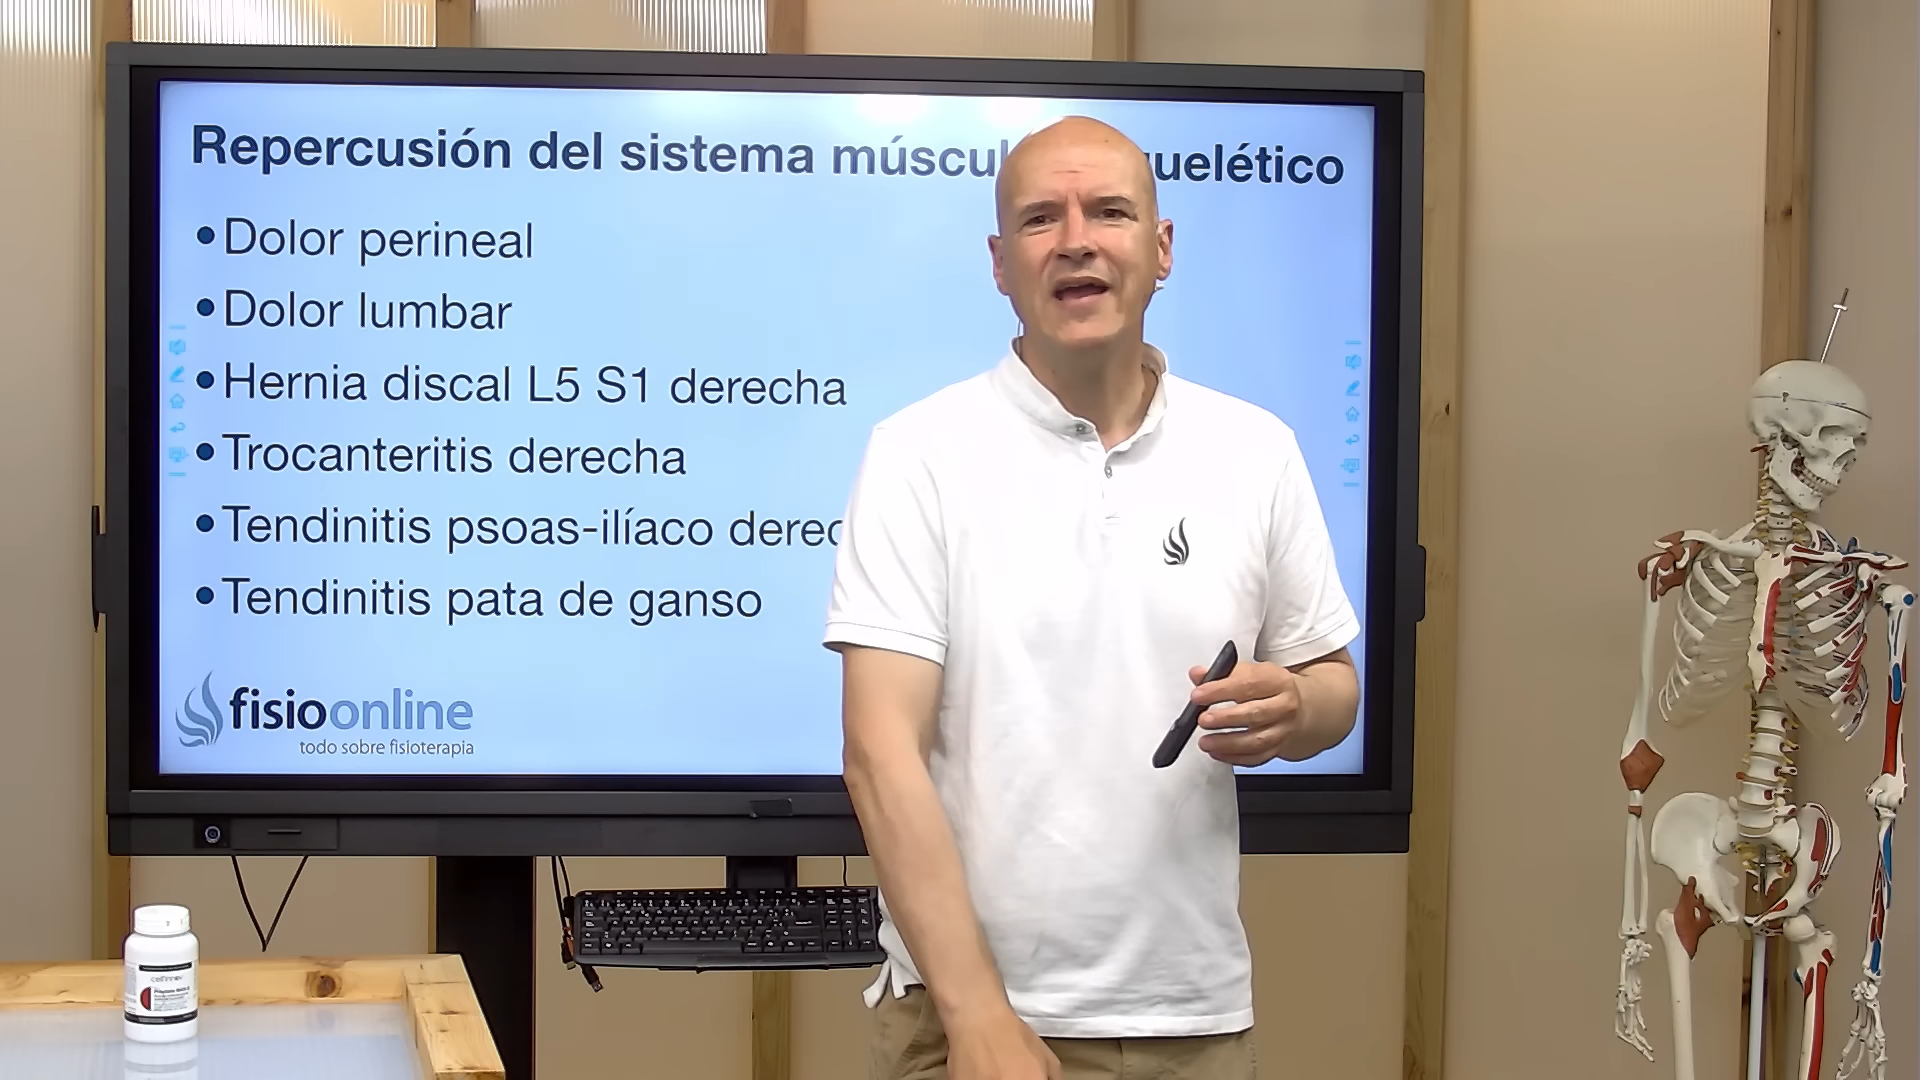 Repercusión del sistema múscu uelético
•Dolor perineal
•Dolor lumbar
•Hernia discal L5 S1 derecha
•Trocanteritis derecha
•Tendinitis psoas-ilíaco derec
•Tendinitis pata de ganso
fisioonline
todo sobre fisioterapia